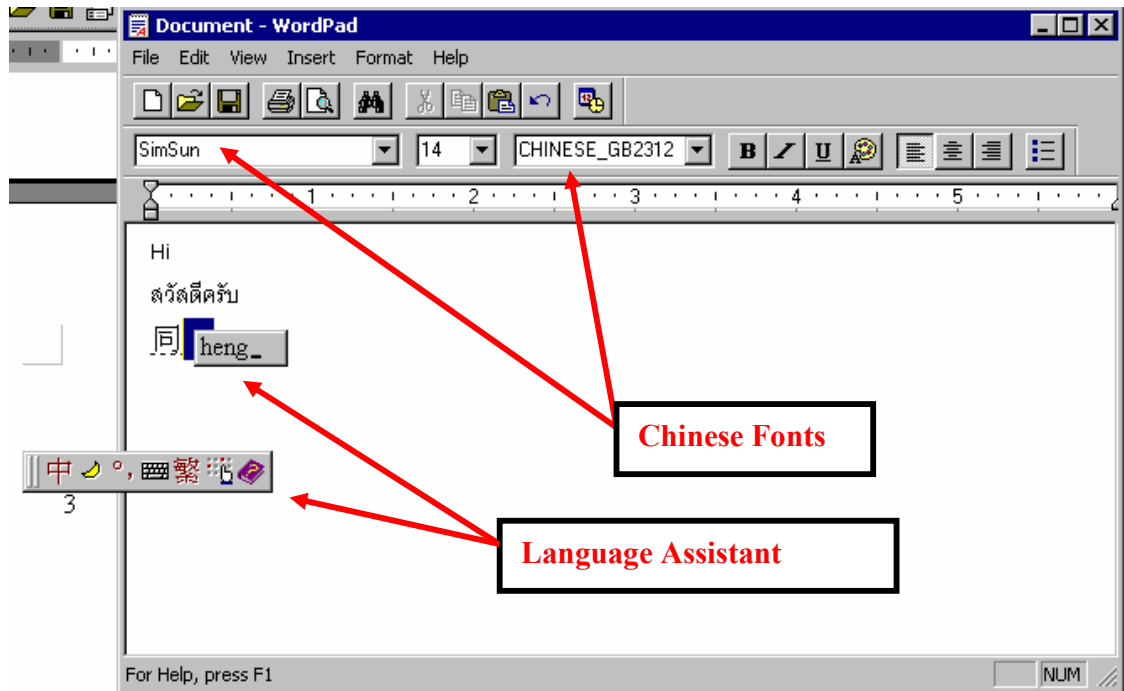 Document - WordPad
File Edit View Insert Format Help
SimSun 14 CHINESE_GB2312 B I U
1 2 3 4 5
Hi
สวัสดีครับ
同 heng_
Chinese Fonts
中 °, 繁
3
Language Assistant
For Help, press F1 NUM